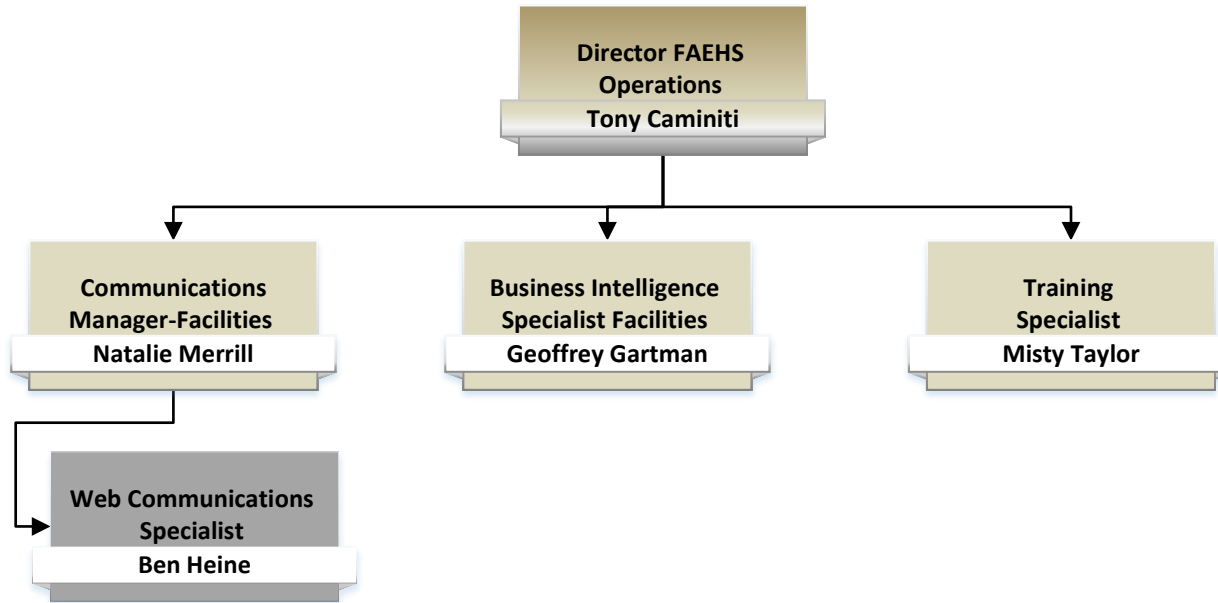 Director FAEHS
Operations
Tony Caminiti
Communications
Manager-Facilities
Natalie Merrill
Business Intelligence
Specialist Facilities
Geoffrey Gartman
Training
Specialist
Misty Taylor
Web Communications
Specialist
Ben Heine